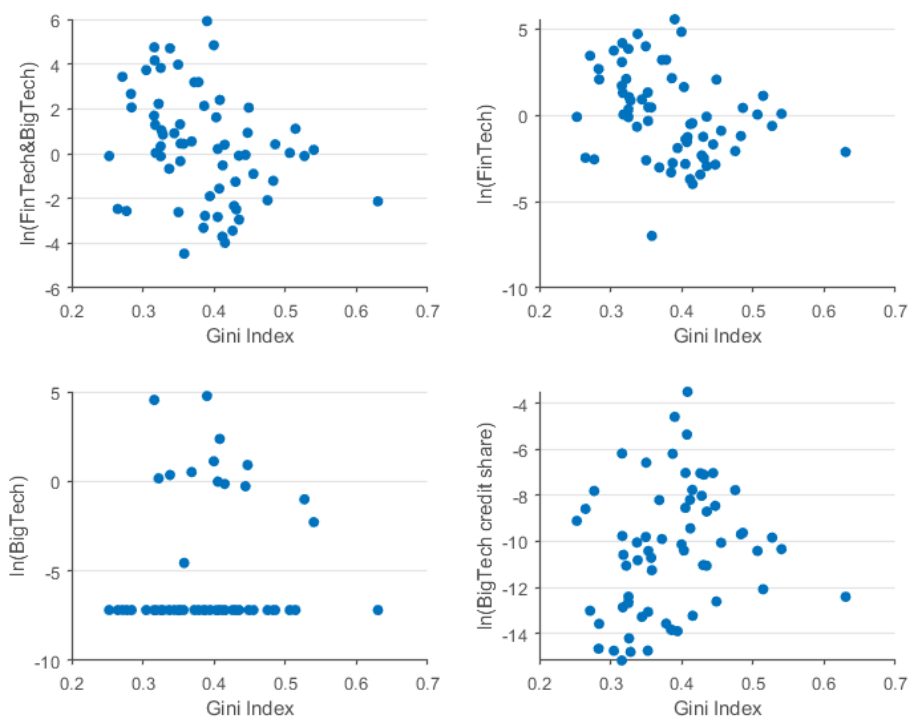 ln(FinTech&BigTech)
6
4
2
0
-2
-4
-6
0.2 0.3 0.4 0.5 0.6 0.7
Gini Index
ln(FinTech)
5
0
-5
-10
0.2 0.3 0.4 0.5 0.6 0.7
Gini Index
ln(BigTech)
5
0
-5
-10
0.2 0.3 0.4 0.5 0.6 0.7
Gini Index
ln(BigTech credit share)
-4
-6
-8
-10
-12
-14
0.2 0.3 0.4 0.5 0.6 0.7
Gini Index